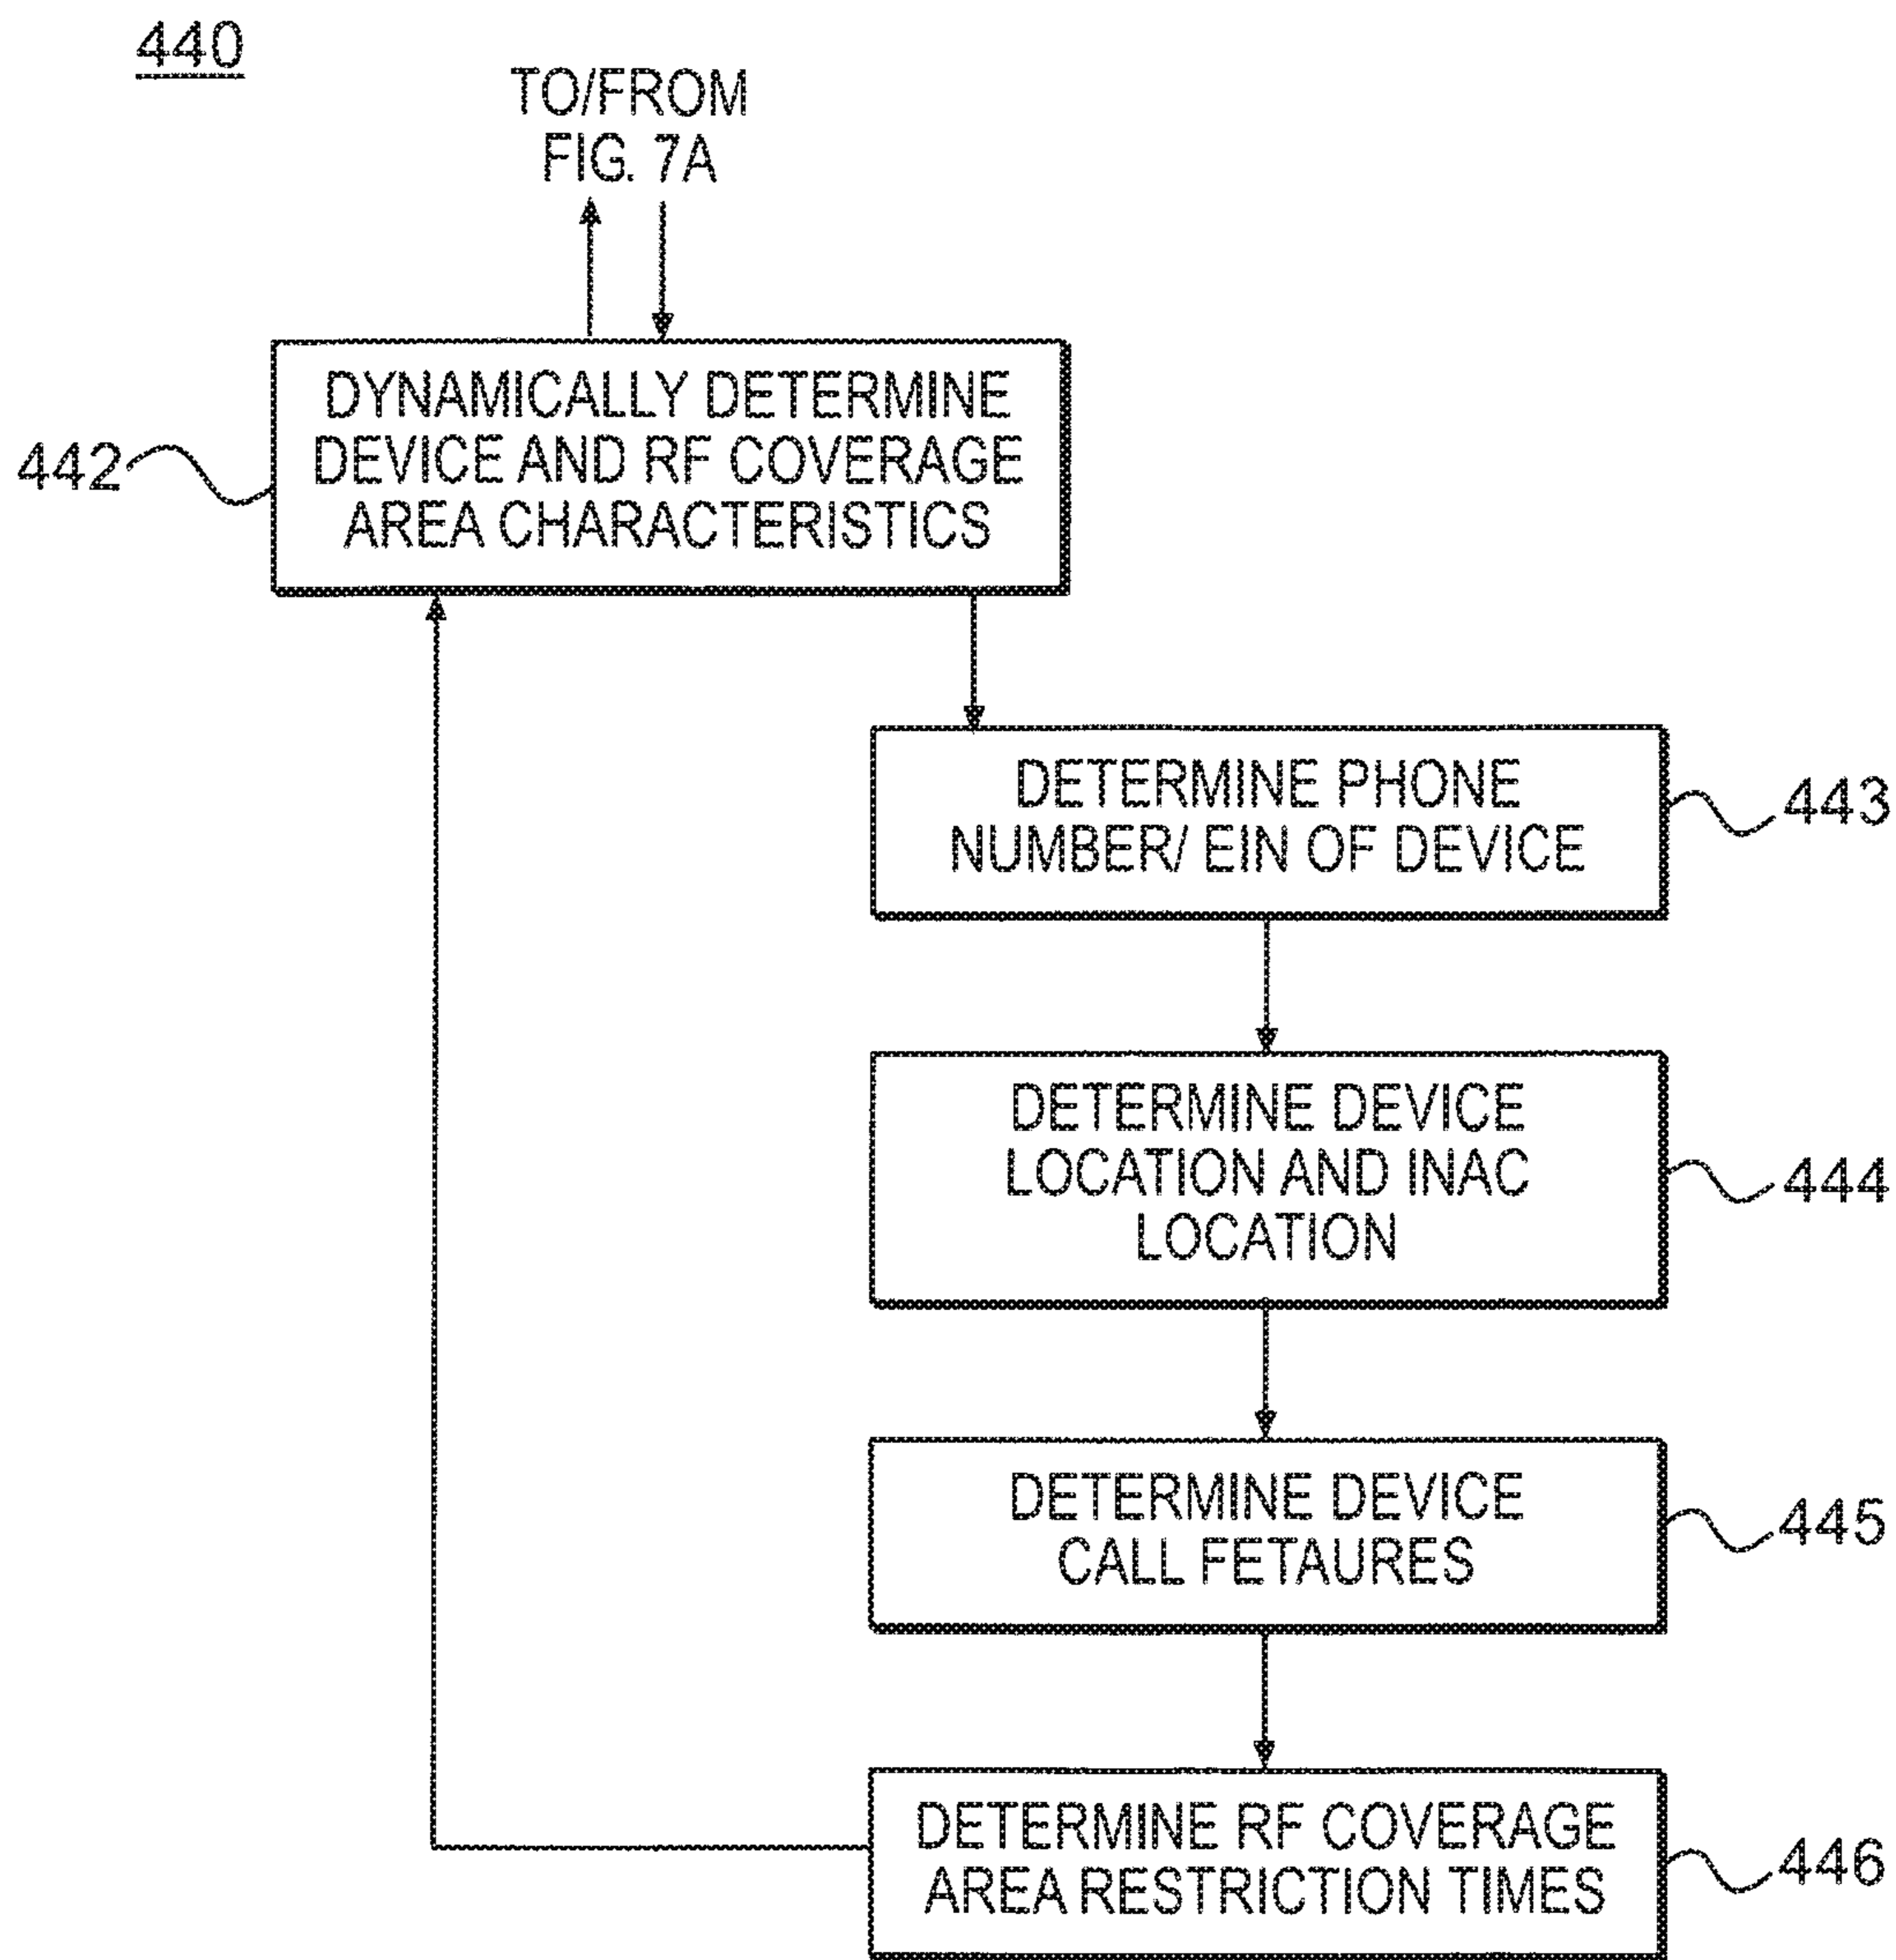 440
TO/FROM
FIG. 7A
DYNAMICALLY DETERMINE
DEVICE AND RF COVERAGE
AREA CHARACTERISTICS
442
DETERMINE PHONE
NUMBER/ EIN OF DEVICE
443
DETERMINE DEVICE
LOCATION AND INAC
LOCATION
444
DETERMINE DEVICE
CALL FETAURES
445
DETERMINE RF COVERAGE
AREA RESTRICTION TIMES
446